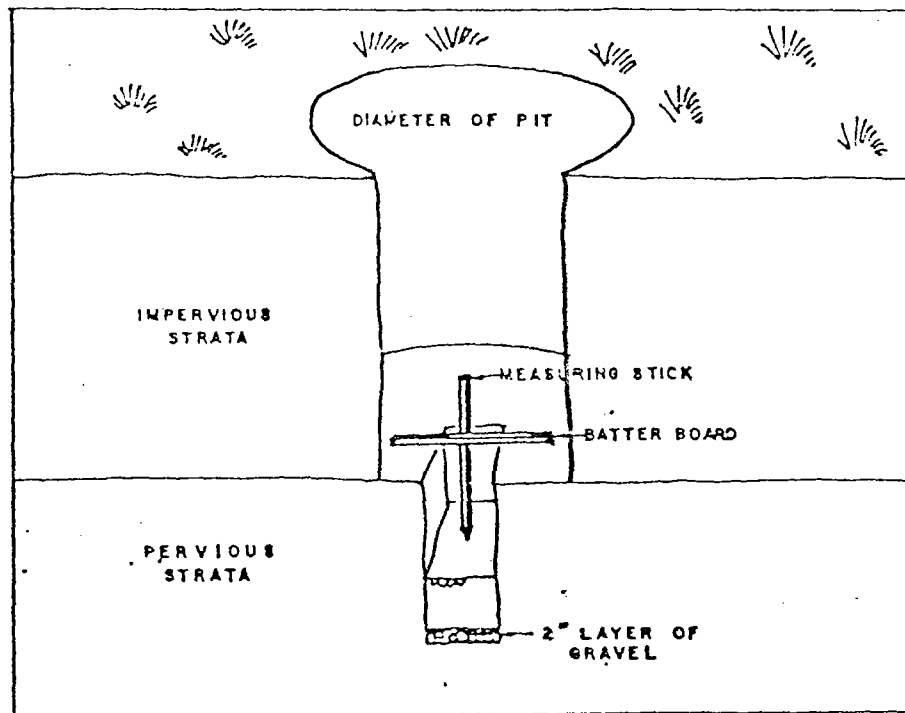 DIAMETER OF PIT
IMPERVIOUS
STRATA
MEASURING STICK
BATTER BOARD
PERVIOUS
STRATA
2" LAYER OF
GRAVEL